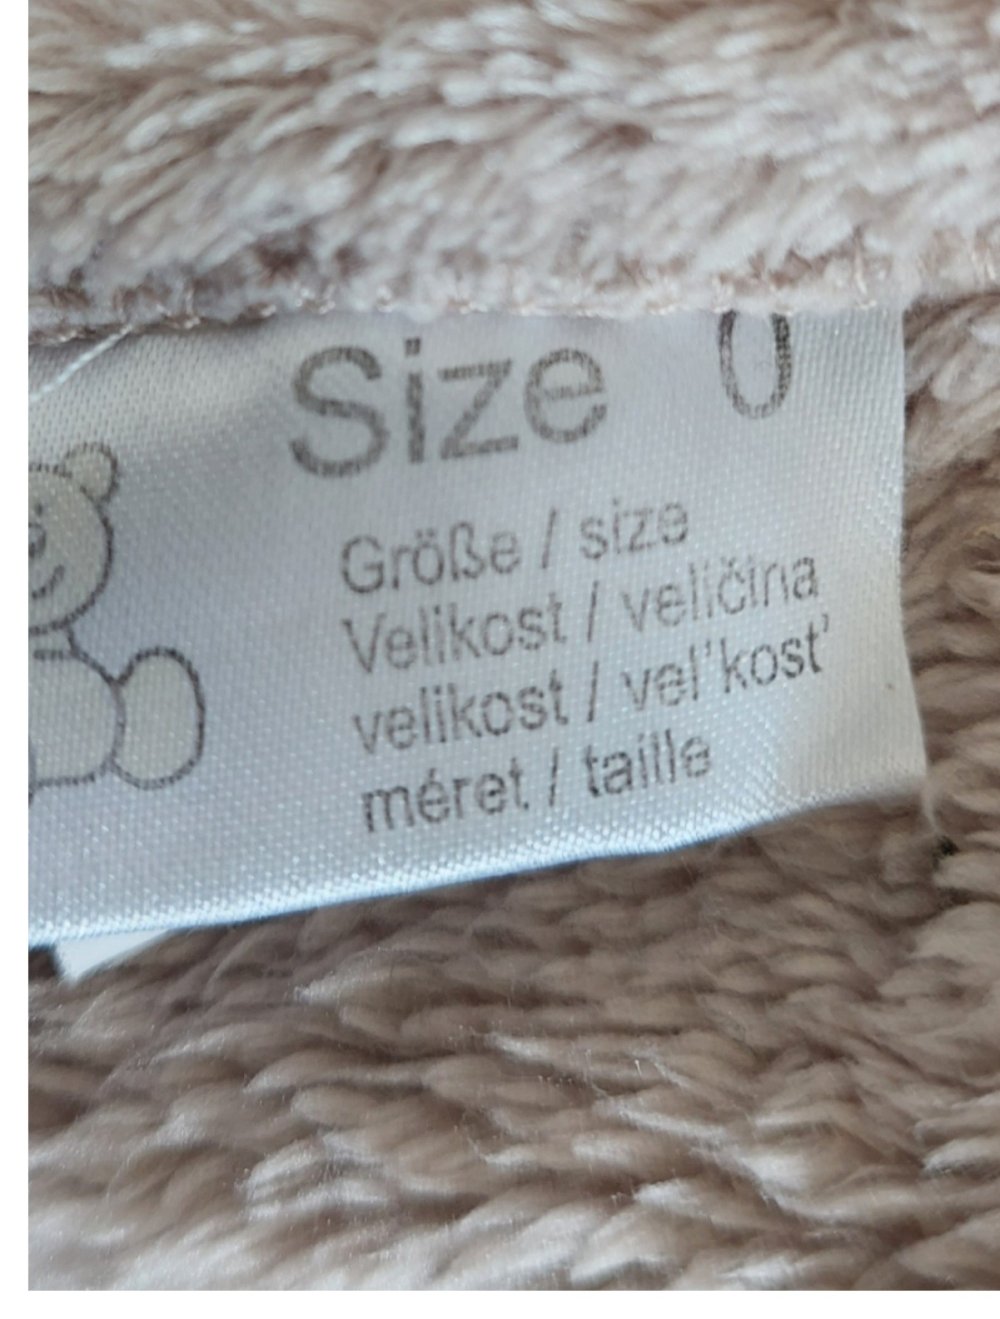 Size 0
Größe / size
Velikost / veličina
velikost / vel'kosť
méret / taille